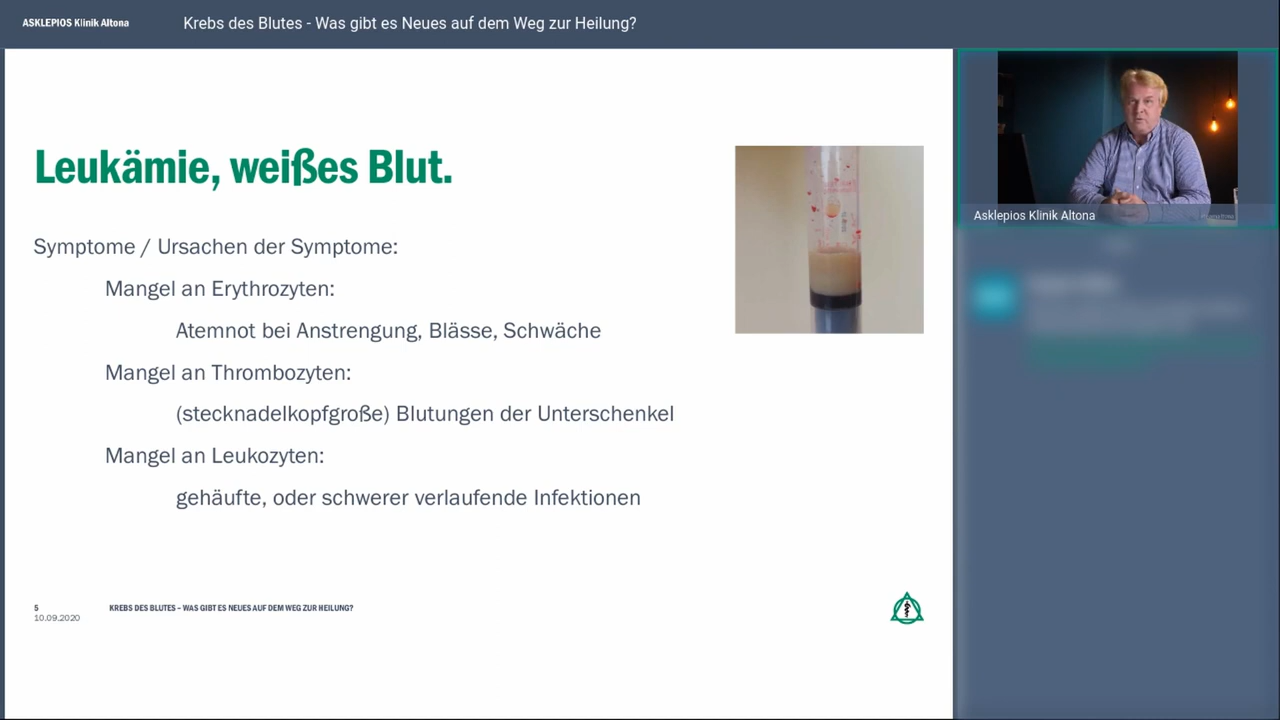 ASKLEPIOS Klinik Altona
Krebs des Blutes - Was gibt es Neues auf dem Weg zur Heilung?
Leukämie, weißes Blut.
Symptome / Ursachen der Symptome:
Mangel an Erythrozyten:
Atemnot bei Anstrengung, Blässe, Schwäche
Mangel an Thrombozyten:
(stecknadelkopfgroße) Blutungen der Unterschenkel
Mangel an Leukozyten:
gehäufte, oder schwerer verlaufende Infektionen
Asklepios Klinik Altona
5
KREBS DES BLUTES – WAS GIBT ES NEUES AUF DEM WEG ZUR HEILUNG?
10.09.2020